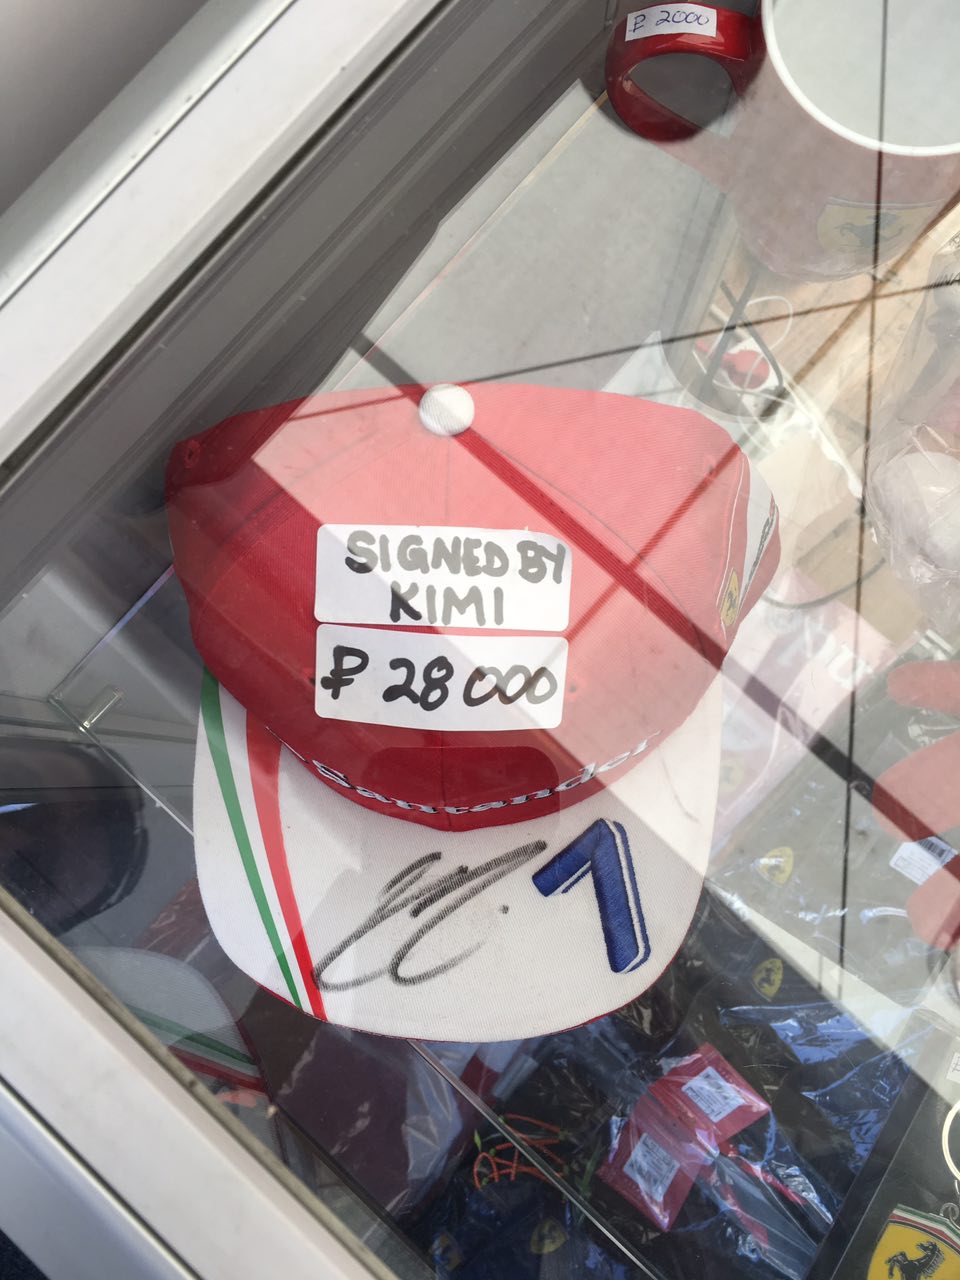 ₽ 2000
SIGNED BY
KIMI
₽ 28 000
Santander
7